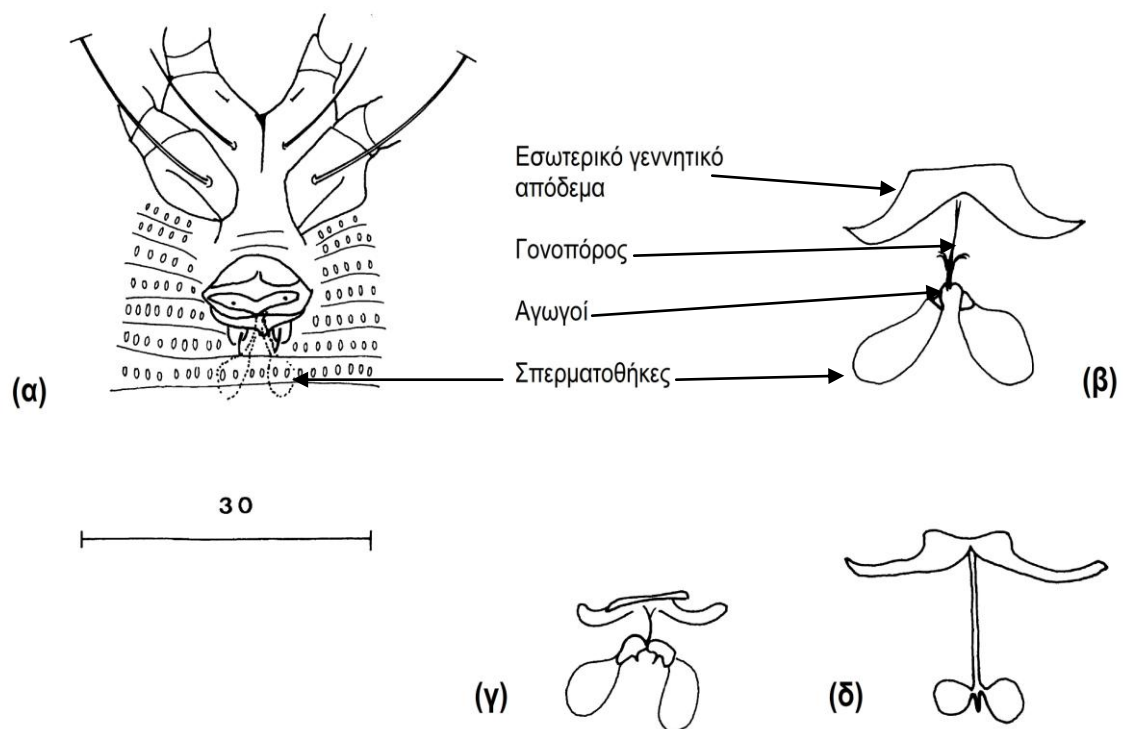 Εσωτερικό γεννητικό
απόδεμα
Γονοπόρος
Αγωγοί
Σπερματοθήκες
(α)
(β)
30
(γ)
(δ)